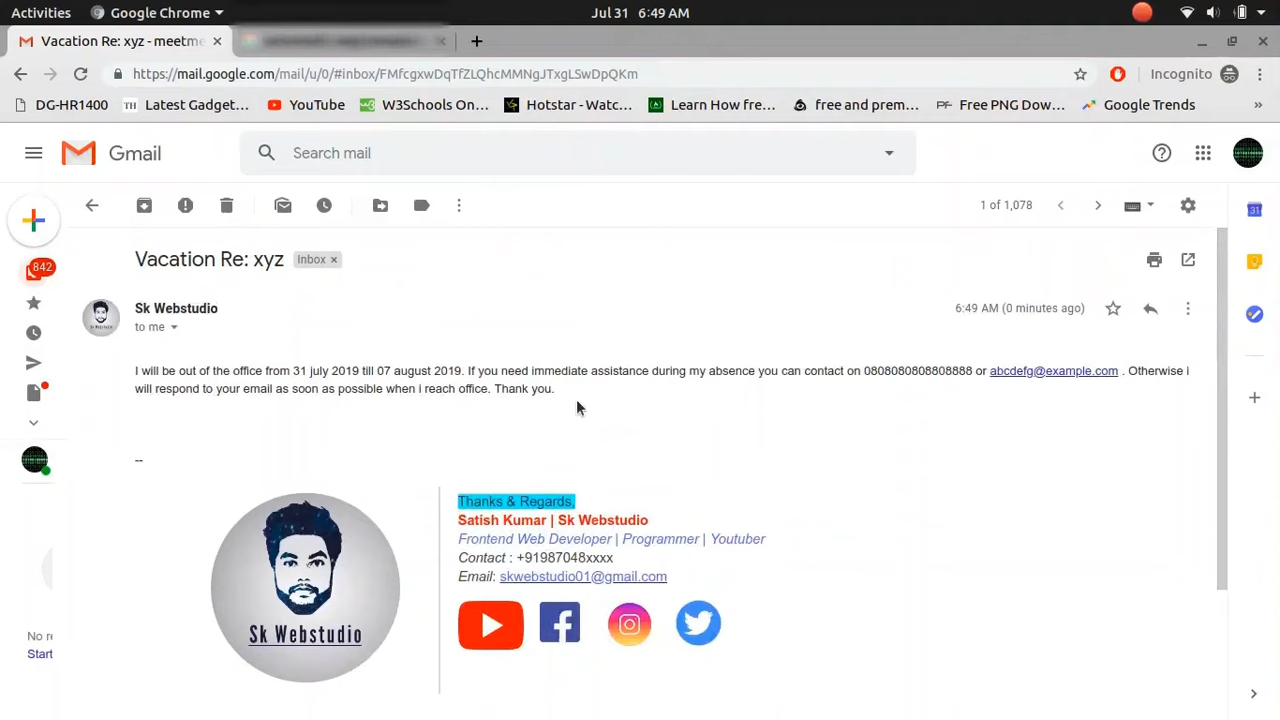 Activities Google Chrome Jul 31 6:49 AM
Vacation Re: xyz - meetme
https://mail.google.com/mail/u/0/#inbox/FMfcgxwDqTfZLQhcMMNgJTxgLSwDpQKm Incognito
DG-HR1400 TH Latest Gadget... YouTube W3Schools On... Hotstar - Watc... Learn How fre... free and prem... PF Free PNG Dow... Google Trends »
Gmail Search mail
1 of 1,078
Vacation Re: xyz Inbox x
842
Sk Webstudio 6:49 AM (0 minutes ago)
to me
I will be out of the office from 31 july 2019 till 07 august 2019. If you need immediate assistance during my absence you can contact on 0808080808808888 or abcdefg@example.com . Otherwise i
will respond to your email as soon as possible when i reach office. Thank you.
--
Thanks & Regards,
Satish Kumar | Sk Webstudio
Frontend Web Developer | Programmer | Youtuber
Contact : +91987048xxxx
Email: skwebstudio01@gmail.com
Sk Webstudio
No re
Start
31